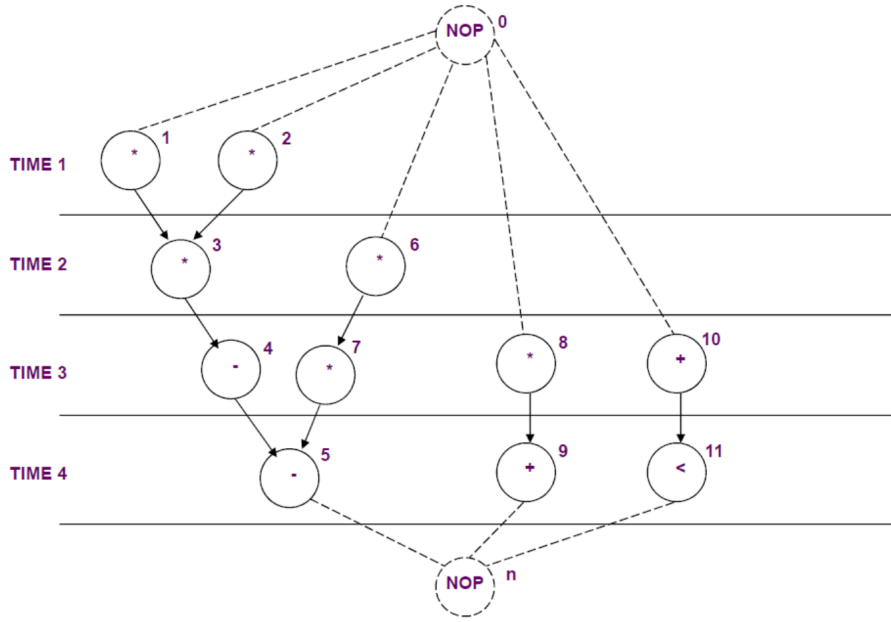 NOP 0
* 1 * 2
TIME 1
* 3 * 6
TIME 2
- 4 * 7 * 8 + 10
TIME 3
- 5 + 9 < 11
TIME 4
NOP n